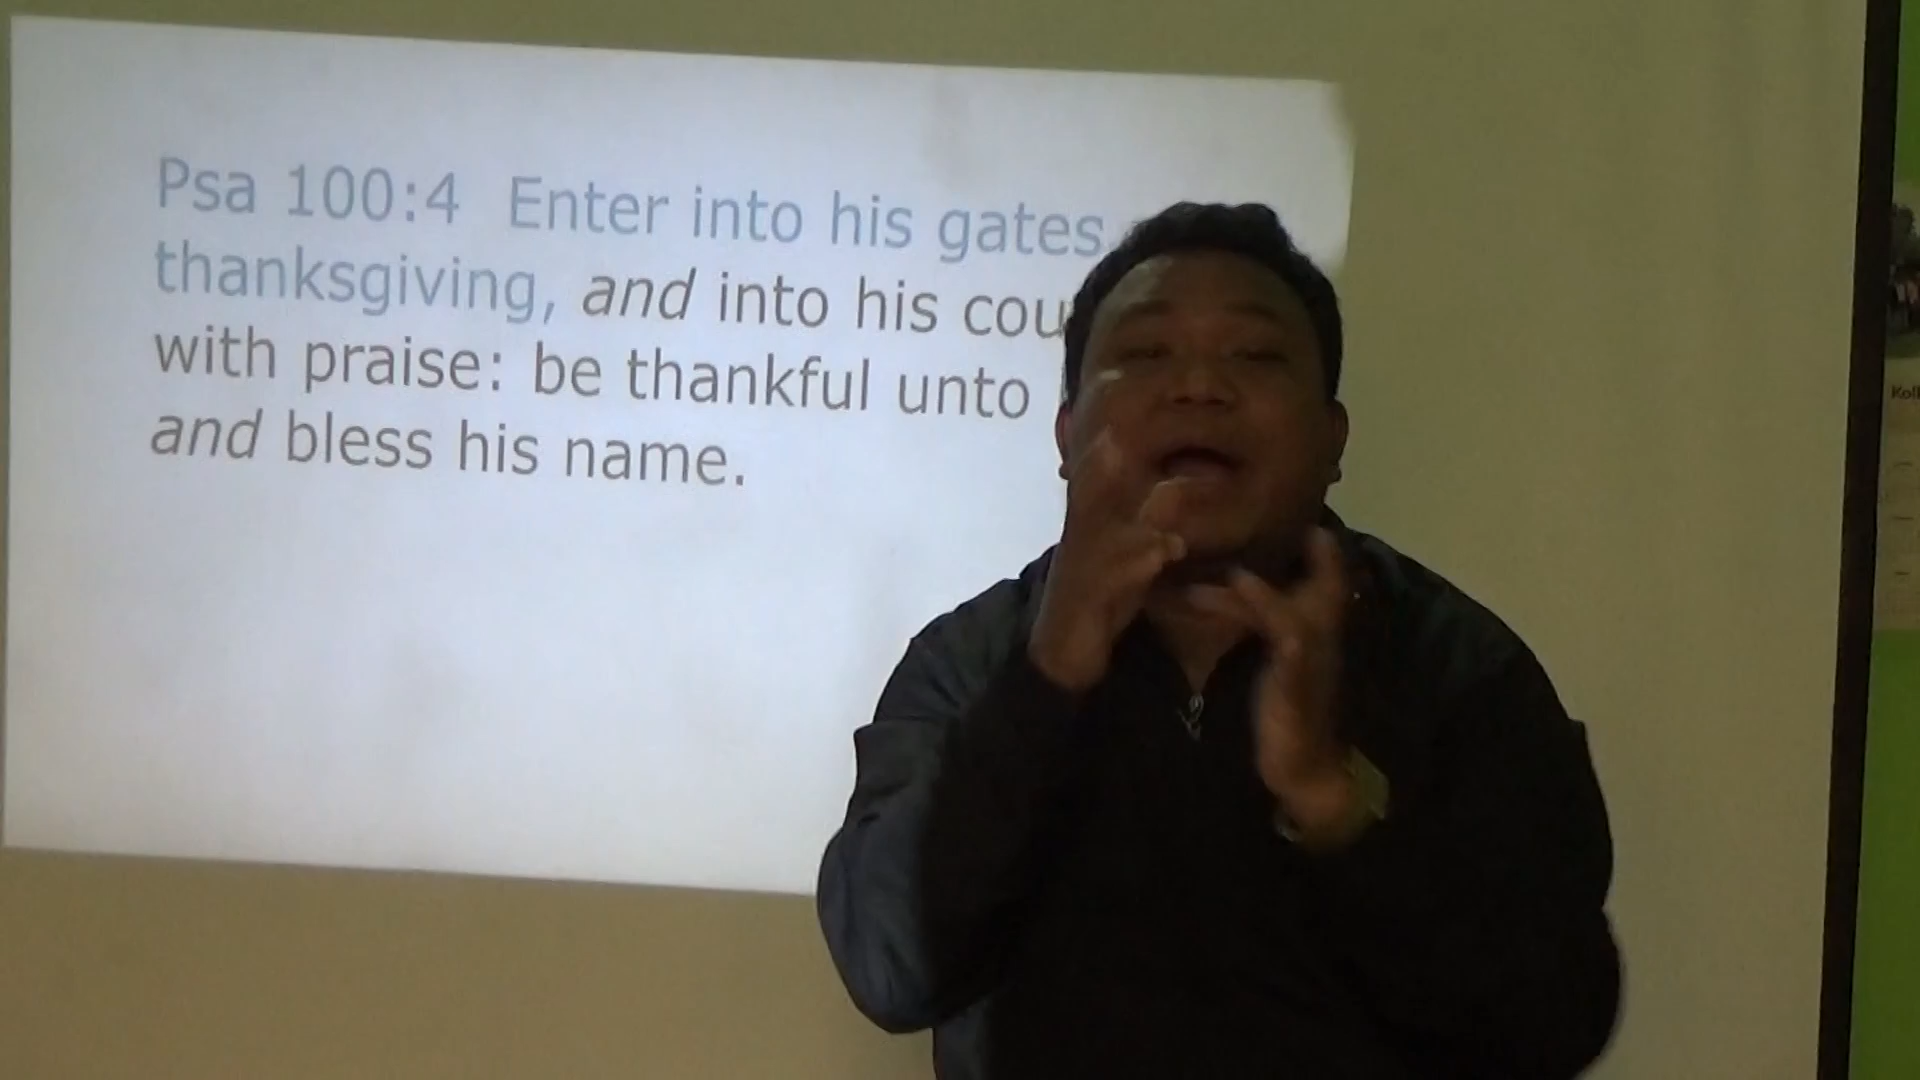 Psa 100:4 Enter into his gates
thanksgiving, and into his cou
with praise: be thankful unto
and bless his name.